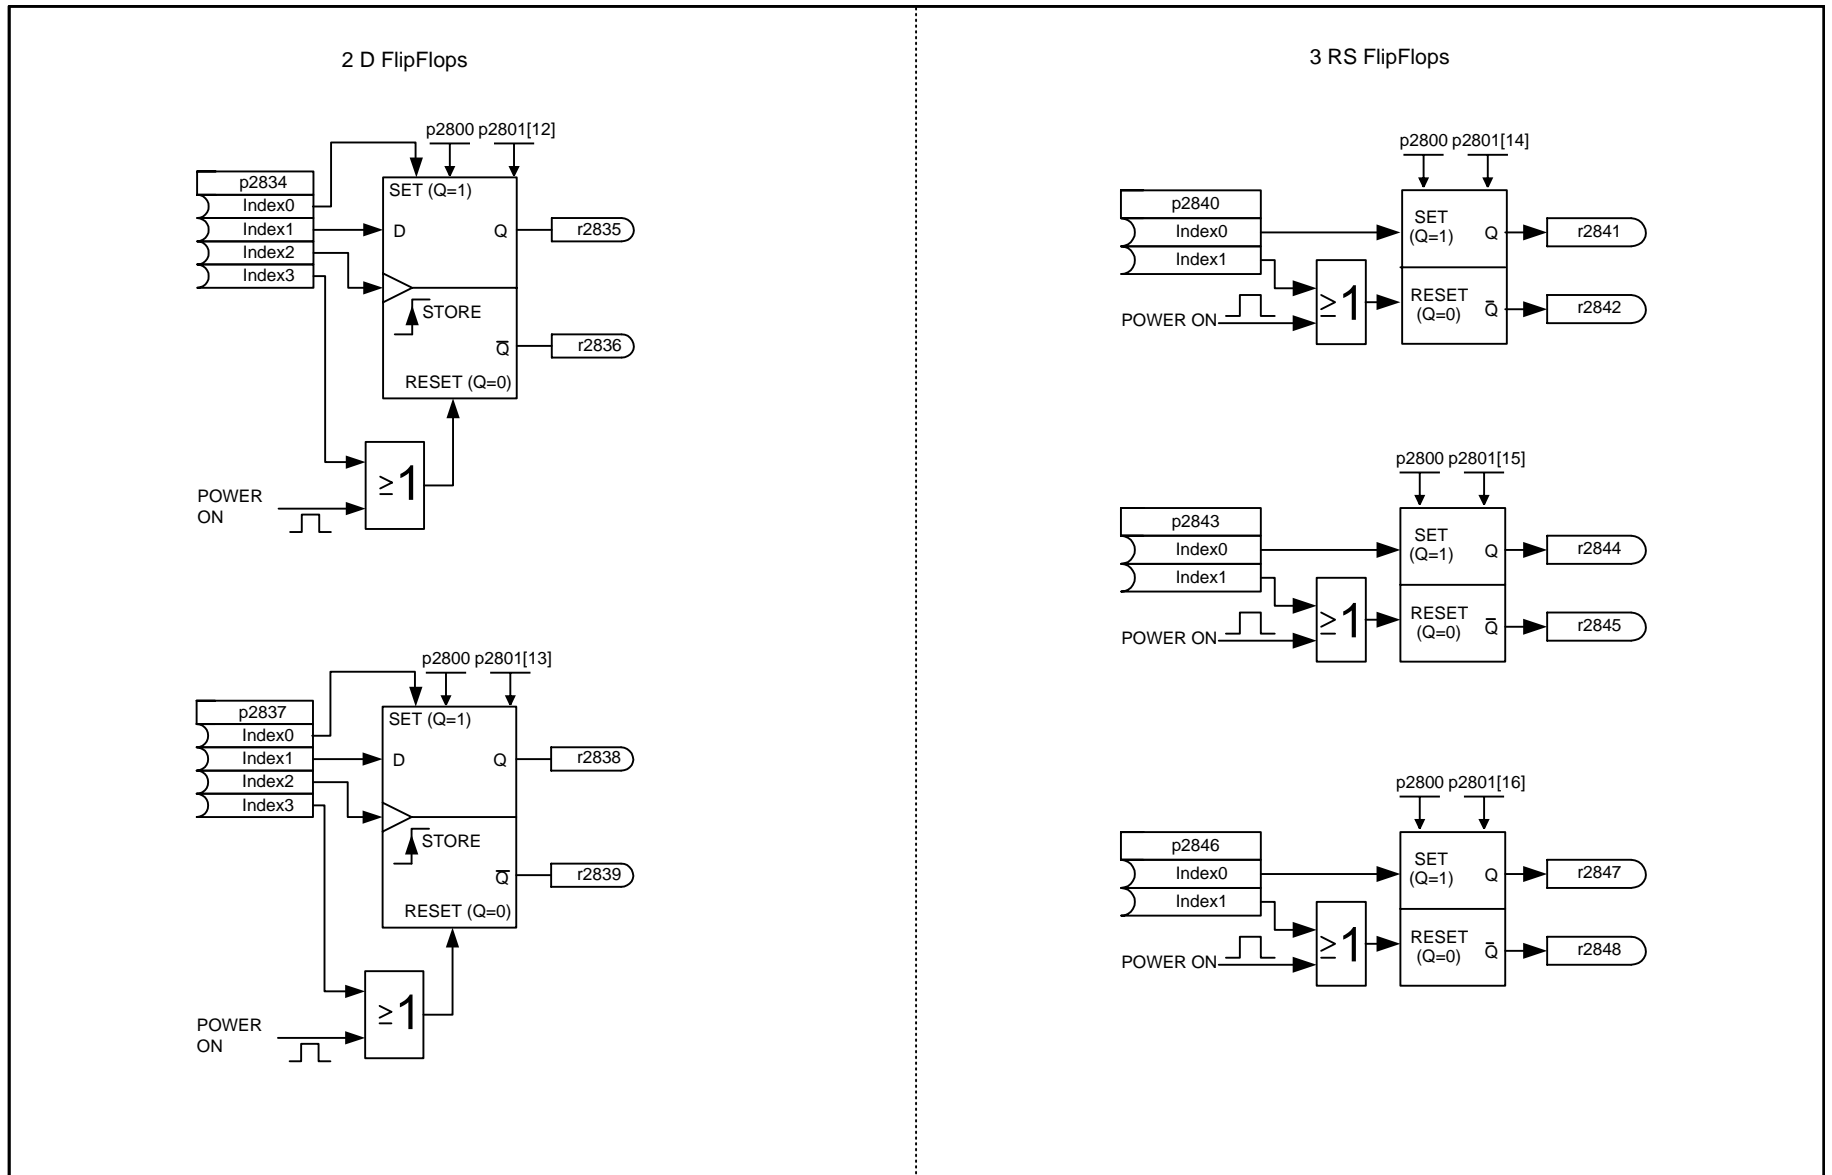 2 D FlipFlops
p2800 p2801[12]
p2834
Index0
Index1
Index2
Index3
SET (Q=1)
D Q
STORE
Q̅
RESET (Q=0)
r2835
r2836
≥1
POWER
ON
p2800 p2801[13]
p2837
Index0
Index1
Index2
Index3
SET (Q=1)
D Q
STORE
Q̅
RESET (Q=0)
r2838
r2839
≥1
POWER
ON
3 RS FlipFlops
p2800 p2801[14]
p2840
Index0
Index1
POWER ON
≥1
SET
(Q=1) Q
RESET
(Q=0) Q̅
r2841
r2842
p2800 p2801[15]
p2843
Index0
Index1
POWER ON
≥1
SET
(Q=1) Q
RESET
(Q=0) Q̅
r2844
r2845
p2800 p2801[16]
p2846
Index0
Index1
POWER ON
≥1
SET
(Q=1) Q
RESET
(Q=0) Q̅
r2847
r2848